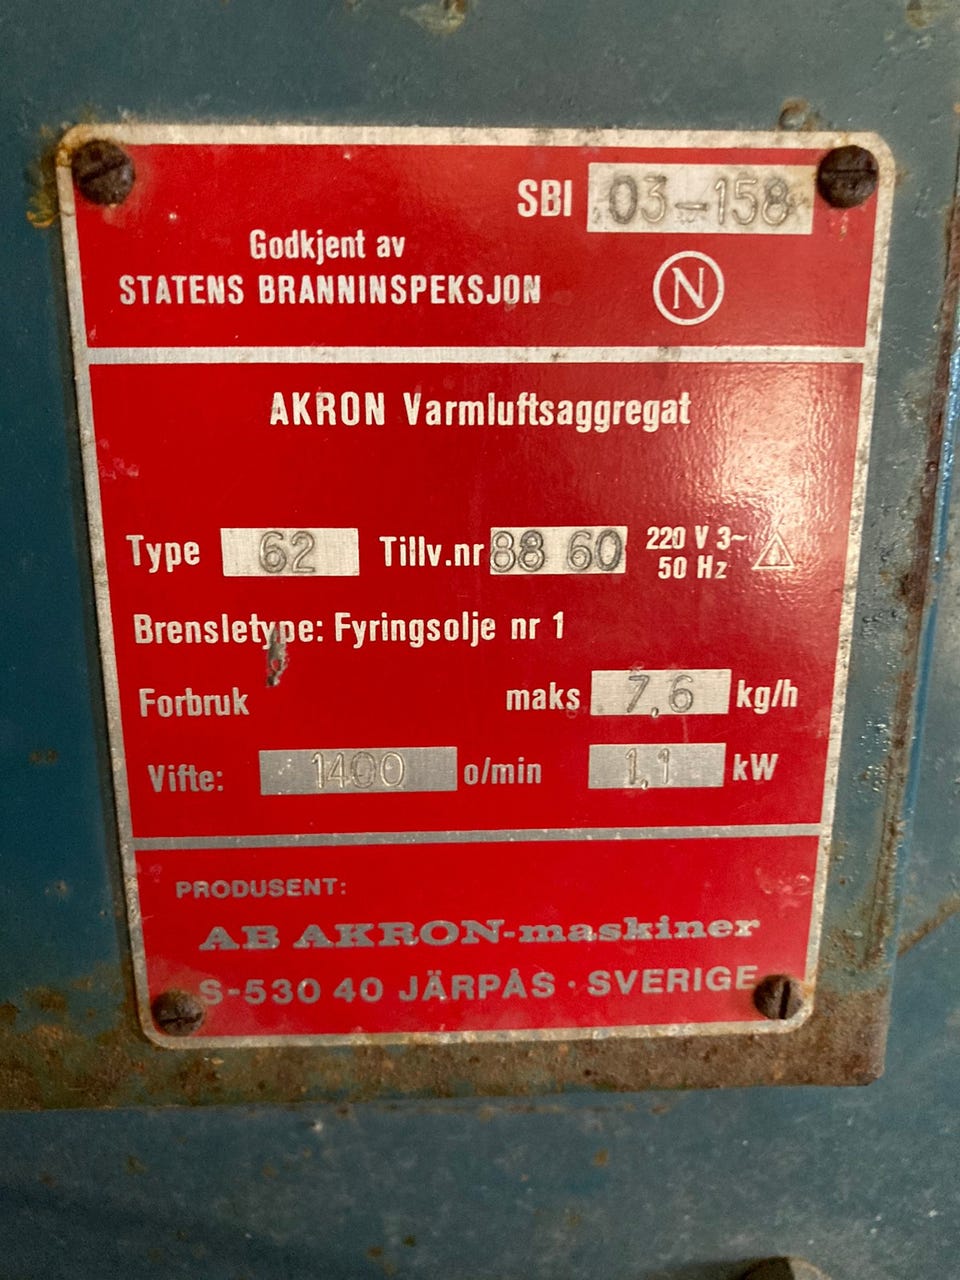 SBI 03-158
Godkjent av
STATENS BRANNINSPEKSJON
N
AKRON Varmluftsaggregat
Type 62 Tillv.nr 88 60 220 V 3~
50 Hz
Brensletype: Fyringsolje nr 1
Forbruk maks 7,6 kg/h
Vifte: 1400 o/min 1,1 kW
PRODUSENT:
AB AKRON-maskiner
S-530 40 JÄRPÅS · SVERIGE